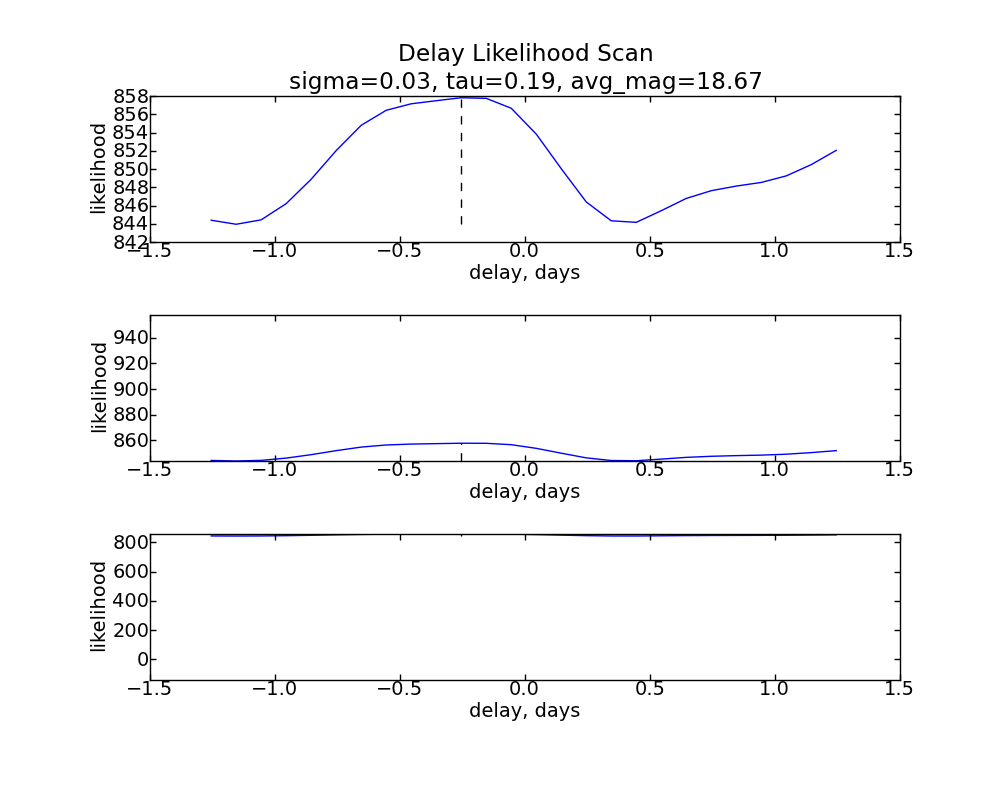 Delay Likelihood Scan
sigma=0.03, tau=0.19, avg_mag=18.67
858
856
854
852
850
848
846
844
842
likelihood
−1.5 −1.0 −0.5 0.0 0.5 1.0 1.5
delay, days
940
920
900
880
860
likelihood
−1.5 −1.0 −0.5 0.0 0.5 1.0 1.5
delay, days
800
600
400
200
0
likelihood
−1.5 −1.0 −0.5 0.0 0.5 1.0 1.5
delay, days